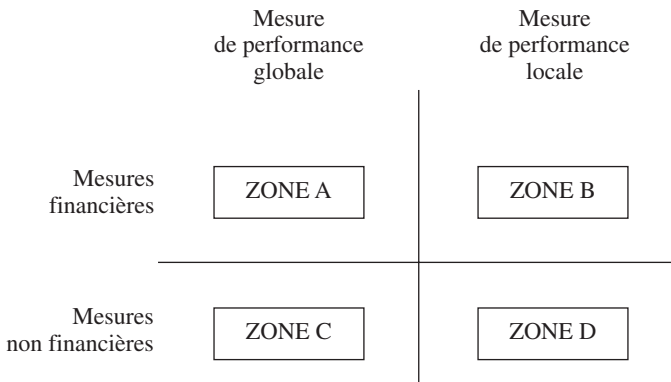 Mesure
de performance
globale
Mesure
de performance
locale
Mesures
financières
ZONE A
ZONE B
Mesures
non financières
ZONE C
ZONE D